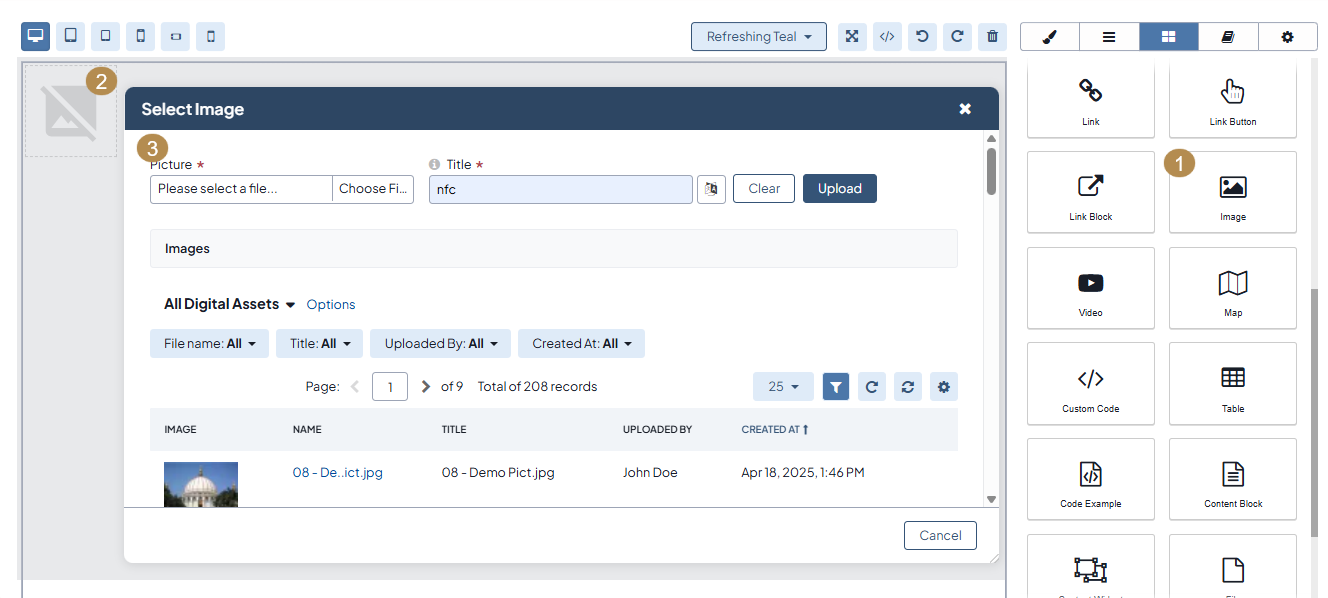 Refreshing Teal
2
Select Image
3
Picture *
Title *
Please select a file...
Choose Fi...
nfc
Clear
Upload
Images
All Digital Assets
Options
File name: All
Title: All
Uploaded By: All
Created At: All
Page:
1
of 9
Total of 208 records
25
IMAGE
NAME
TITLE
UPLOADED BY
CREATED AT
08 - De..ict.jpg
08 - Demo Pict.jpg
John Doe
Apr 18, 2025, 1:46 PM
Cancel
Link
Link Button
1
Link Block
Image
Video
Map
</>
Custom Code
Table
Code Example
Content Block